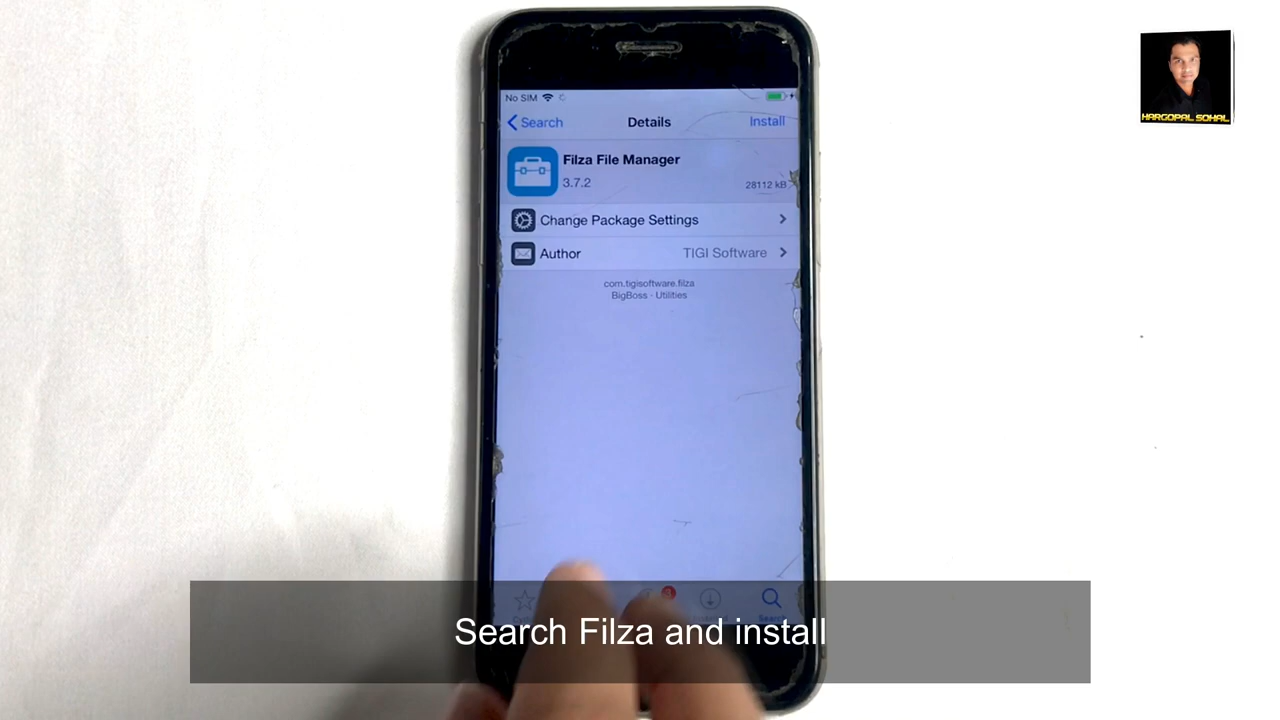 HARGOPAL SOHAL
No SIM
Search
Details
Install
Filza File Manager
3.7.2
28112 kB
Change Package Settings
Author
TIGI Software
com.tigisoftware.filza
BigBoss · Utilities
Search Filza and install